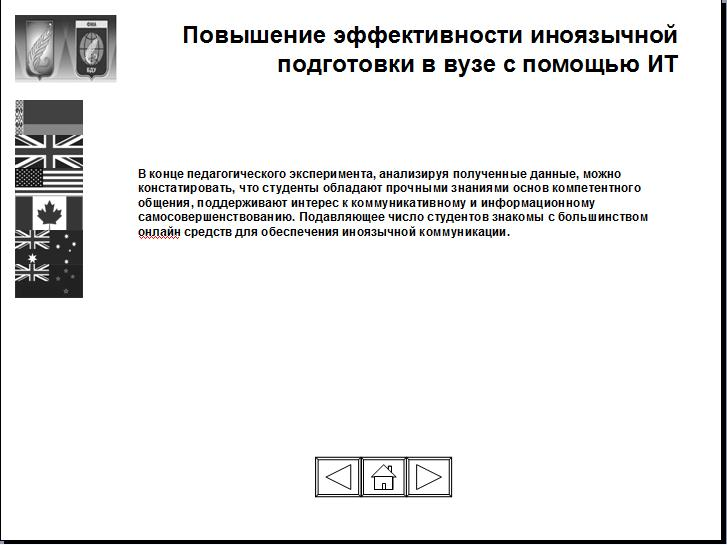 ФМА
БДУ
Повышение эффективности иноязычной
подготовки в вузе с помощью ИТ
В конце педагогического эксперимента, анализируя полученные данные, можно
констатировать, что студенты обладают прочными знаниями основ компетентного
общения, поддерживают интерес к коммуникативному и информационному
самосовершенствованию. Подавляющее число студентов знакомы с большинством
онлайн средств для обеспечения иноязычной коммуникации.